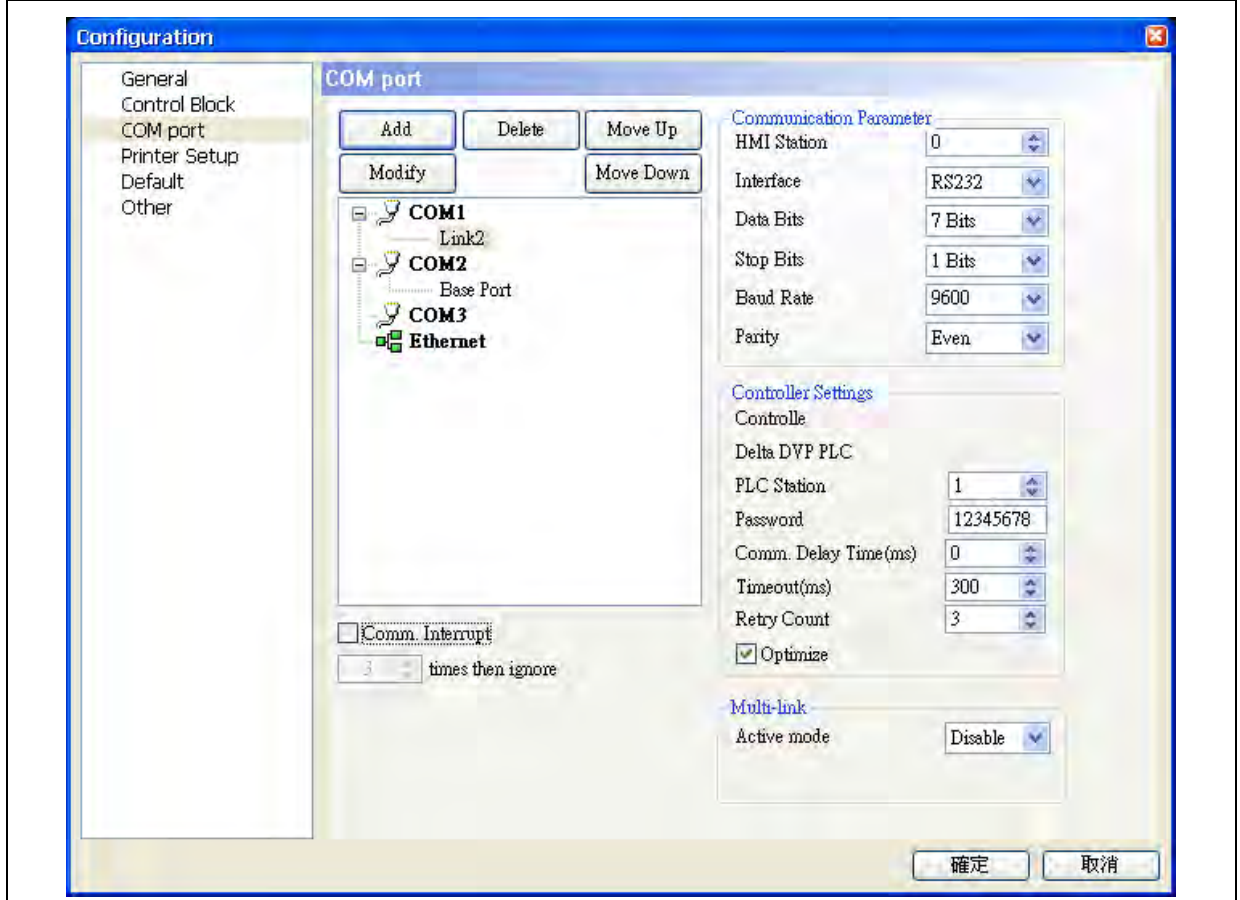 Configuration
General
Control Block
COM port
Printer Setup
Default
Other
COM port
Add Delete Move Up
Modify Move Down
COM1
Link2
COM2
Base Port
COM3
Ethernet
Comm. Interrupt
3 times then ignore
Communication Parameter
HMI Station 0
Interface RS232
Data Bits 7 Bits
Stop Bits 1 Bits
Baud Rate 9600
Parity Even
Controller Settings
Controlle
Delta DVP PLC
PLC Station 1
Password 12345678
Comm. Delay Time(ms) 0
Timeout(ms) 300
Retry Count 3
Optimize
Multi-link
Active mode Disable
確定 取消